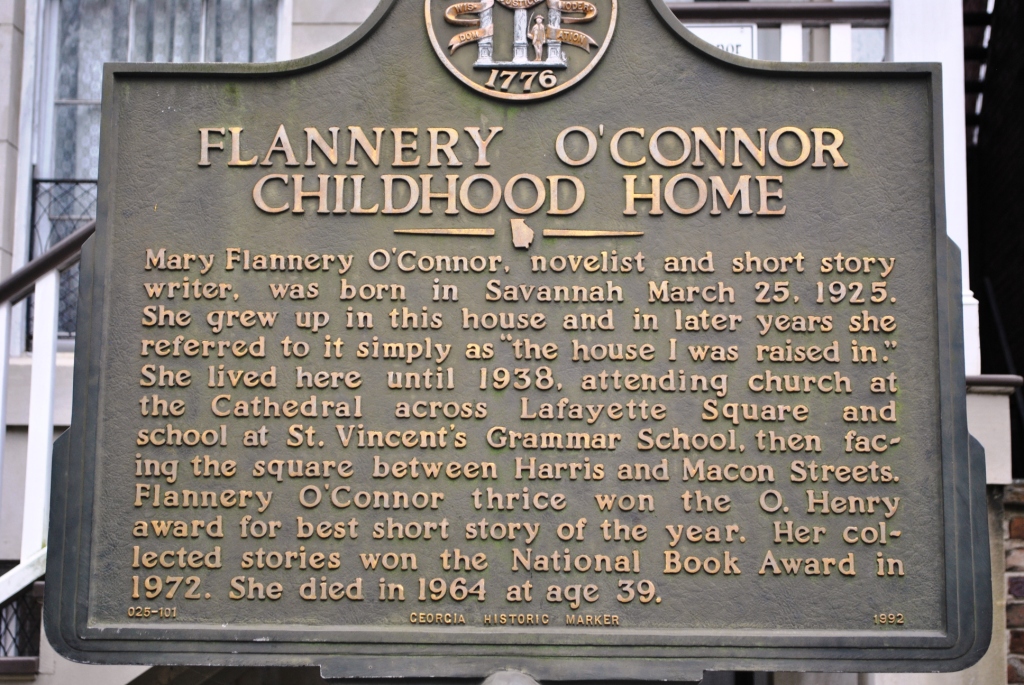 WIS
JUSTICE
MODER
DOM
ATION
1776
FLANNERY O'CONNOR
CHILDHOOD HOME
Mary Flannery O'Connor, novelist and short story
writer, was born in Savannah March 25, 1925.
She grew up in this house and in later years she
referred to it simply as "the house I was raised in."
She lived here until 1938, attending church at
the Cathedral across Lafayette Square and
school at St. Vincent's Grammar School, then fac-
ing the square between Harris and Macon Streets.
Flannery O'Connor thrice won the O. Henry
award for best short story of the year. Her col-
lected stories won the National Book Award in
1972. She died in 1964 at age 39.
025-101 GEORGIA HISTORIC MARKER 1992